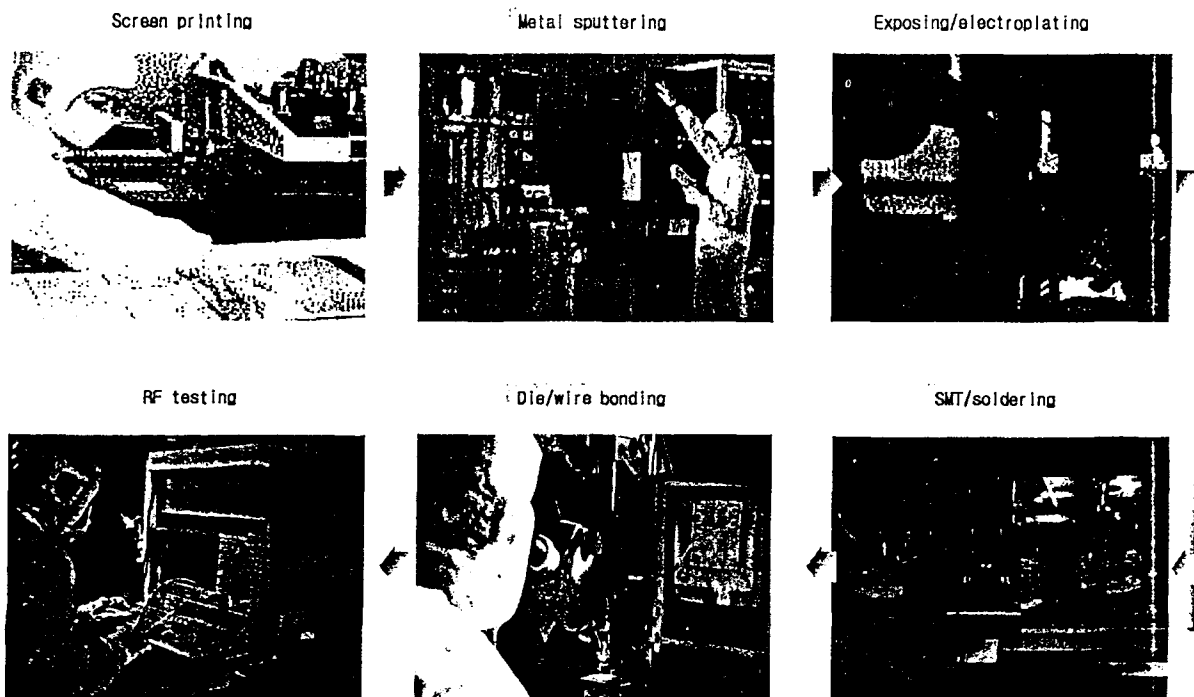 Screen printing
Metal sputtering
Exposing/electroplating
RF testing
Die/wire bonding
SMT/soldering